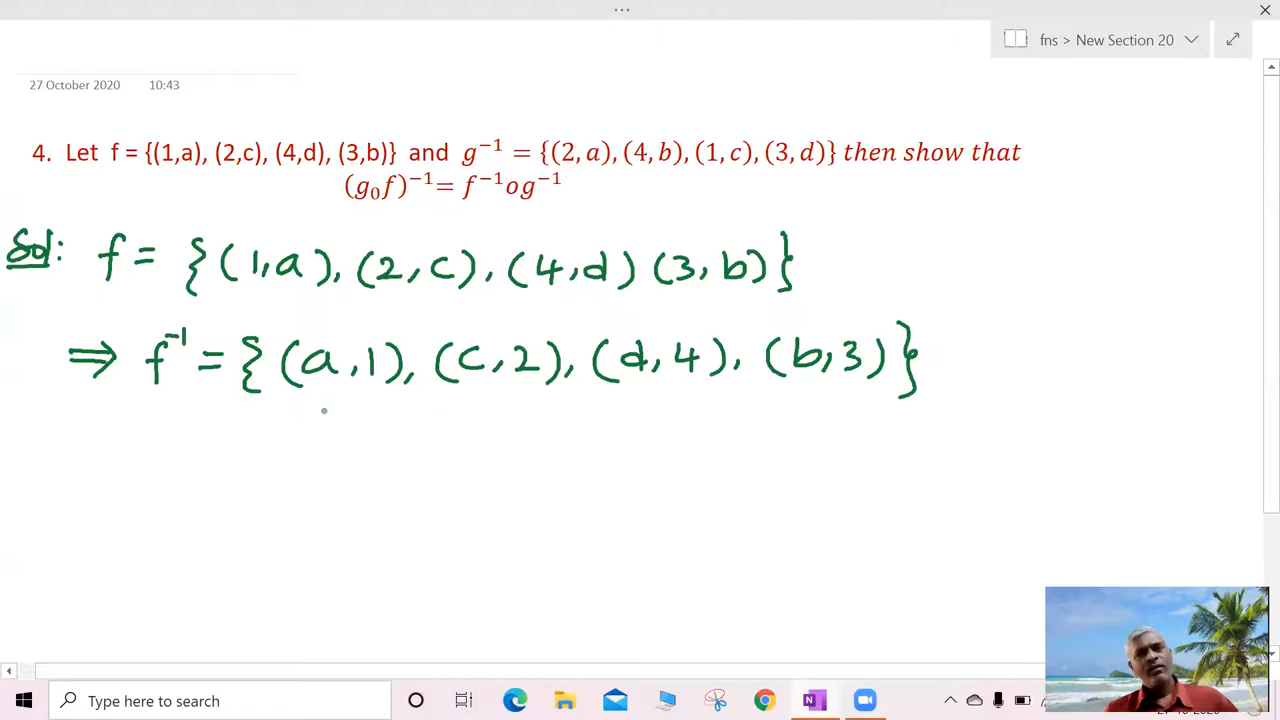 ...
fns > New Section 20
27 October 2020 10:43
4. Let f = {(1,a), (2,c), (4,d), (3,b)} and g⁻¹ = {(2, a), (4, b), (1, c), (3, d)} then show that
(g₀f)⁻¹= f⁻¹og⁻¹
Sol: f = {(1,a), (2,c), (4,d) (3,b)}
⇒ f⁻¹ = {(a,1), (c,2), (d,4), (b,3)}
Type here to search